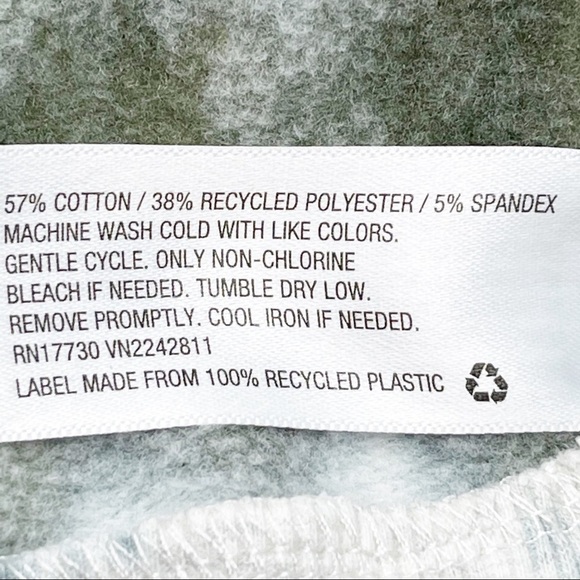 57% COTTON / 38% RECYCLED POLYESTER / 5% SPANDEX
MACHINE WASH COLD WITH LIKE COLORS.
GENTLE CYCLE. ONLY NON-CHLORINE
BLEACH IF NEEDED. TUMBLE DRY LOW.
REMOVE PROMPTLY. COOL IRON IF NEEDED.
RN17730 VN2242811
LABEL MADE FROM 100% RECYCLED PLASTIC